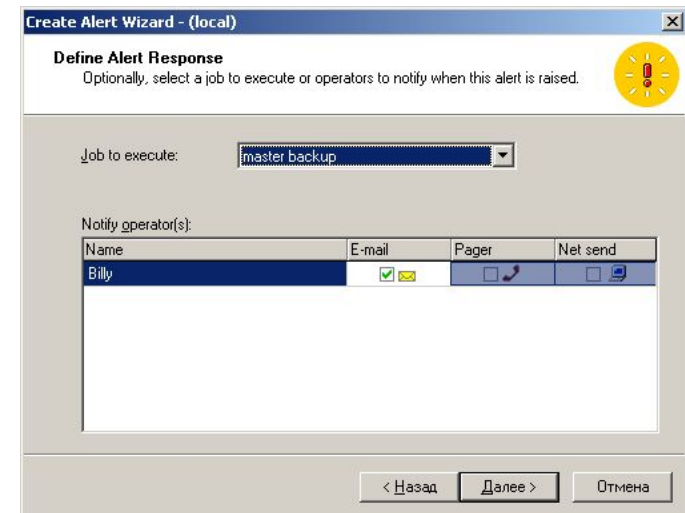 Create Alert Wizard - (local)
Define Alert Response
Optionally, select a job to execute or operators to notify when this alert is raised.
Job to execute: master backup
Notify operator(s):
Name E-mail Pager Net send
Billy
< Назад Далее > Отмена